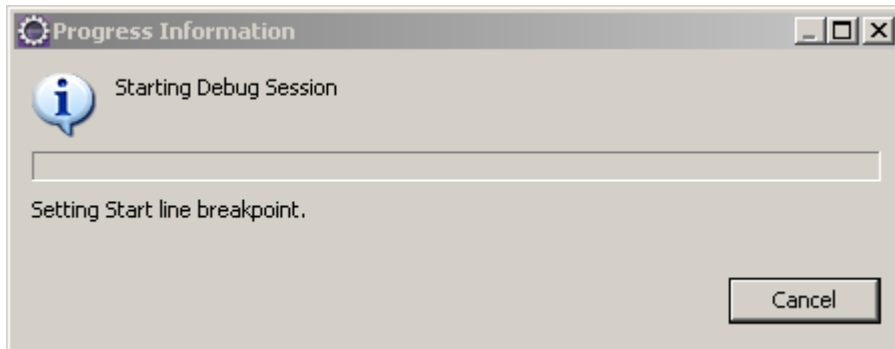 Progress Information
Starting Debug Session
Setting Start line breakpoint.
Cancel